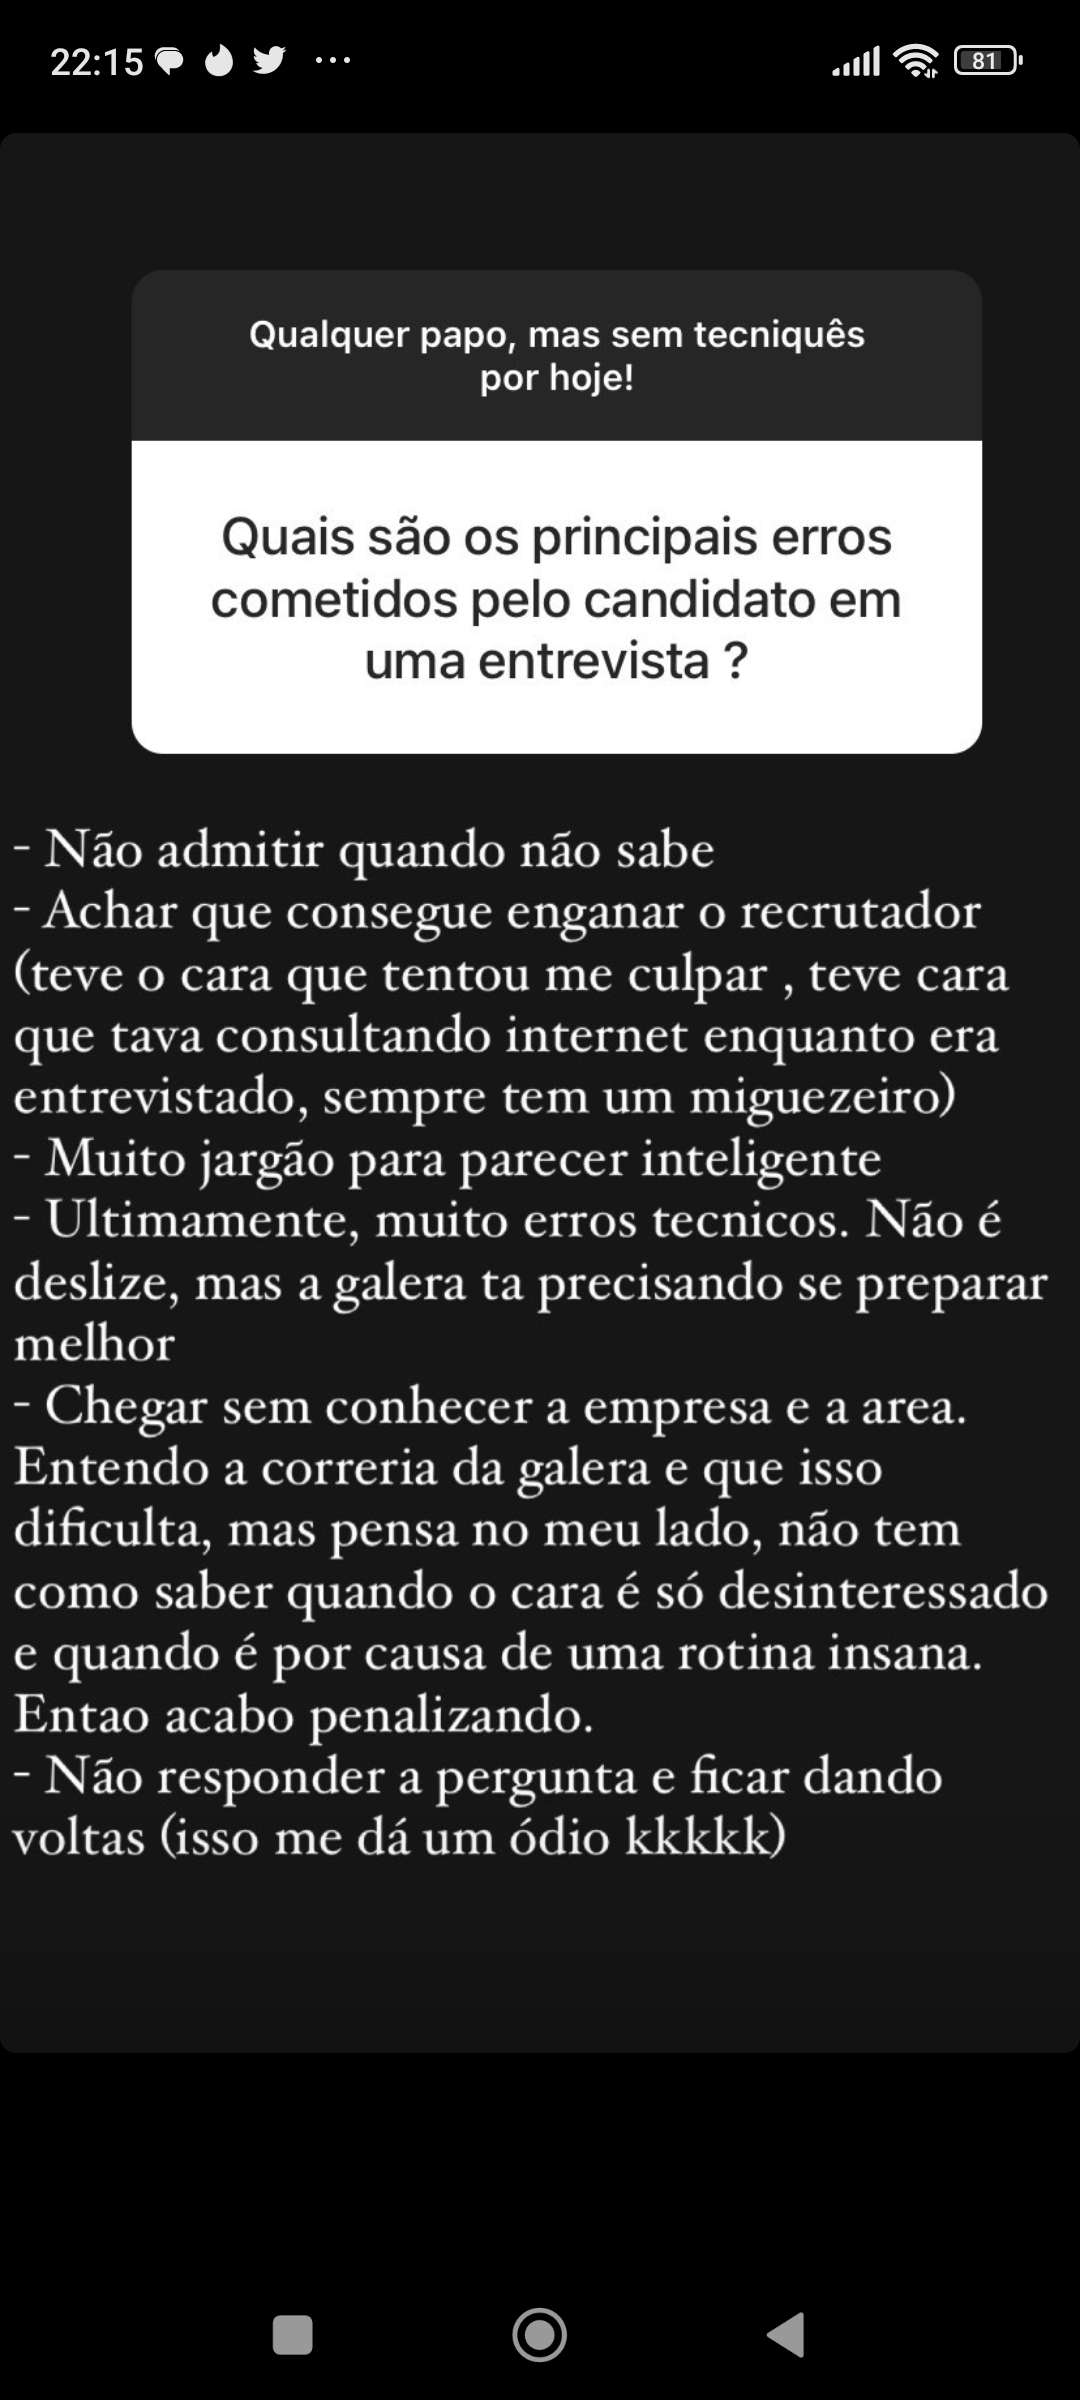 22:15
81
Qualquer papo, mas sem tecniquês
por hoje!
Quais são os principais erros
cometidos pelo candidato em
uma entrevista ?
- Não admitir quando não sabe
- Achar que consegue enganar o recrutador
(teve o cara que tentou me culpar , teve cara
que tava consultando internet enquanto era
entrevistado, sempre tem um miguezeiro)
- Muito jargão para parecer inteligente
- Ultimamente, muito erros tecnicos. Não é
deslize, mas a galera ta precisando se preparar
melhor
- Chegar sem conhecer a empresa e a area.
Entendo a correria da galera e que isso
dificulta, mas pensa no meu lado, não tem
como saber quando o cara é só desinteressado
e quando é por causa de uma rotina insana.
Entao acabo penalizando.
- Não responder a pergunta e ficar dando
voltas (isso me dá um ódio kkkkk)